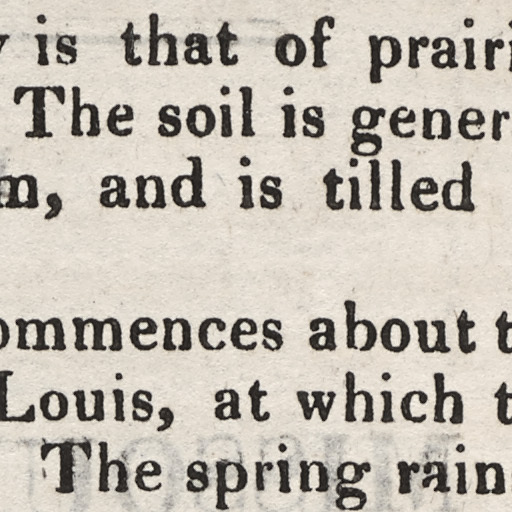 is that of prairi
The soil is gener
m, and is tilled
ommences about t
Louis, at which t
The spring rain